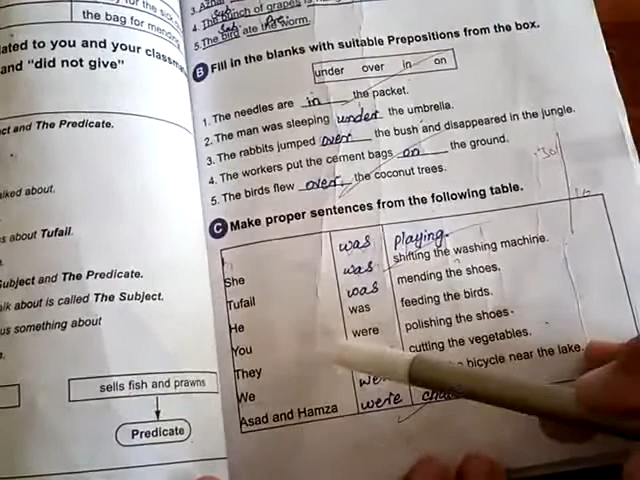 for the sick
the bag for mending
ated to you and your classm
and "did not give"
ct and The Predicate.
alked about.
s about Tufail.
ubject and The Predicate.
alk about is called The Subject.
us something about
sells fish and prawns
Predicate
4. The bunch of grapes is
5. The bird ate the worm.
B Fill in the blanks with suitable Prepositions from the box.
under over in on
1. The needles are in the packet.
2. The man was sleeping under the umbrella.
3. The rabbits jumped over the bush and disappeared in the jungle.
4. The workers put the cement bags on the ground.
5. The birds flew over the coconut trees.
C Make proper sentences from the following table.
was playing.
She was shifting the washing machine.
Tufail was mending the shoes.
He was feeding the birds.
You were polishing the shoes.
They cutting the vegetables.
We bicycle near the lake.
Asad and Hamza were